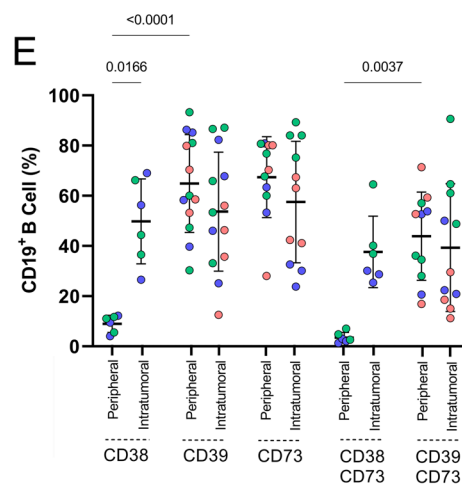 E
<0.0001
0.0166
0.0037
CD19+ B Cell (%)
100
80
60
40
20
0
Peripheral
Intratumoral
Peripheral
Intratumoral
Peripheral
Intratumoral
Peripheral
Intratumoral
Peripheral
Intratumoral
CD38
CD39
CD73
CD38
CD73
CD39
CD73